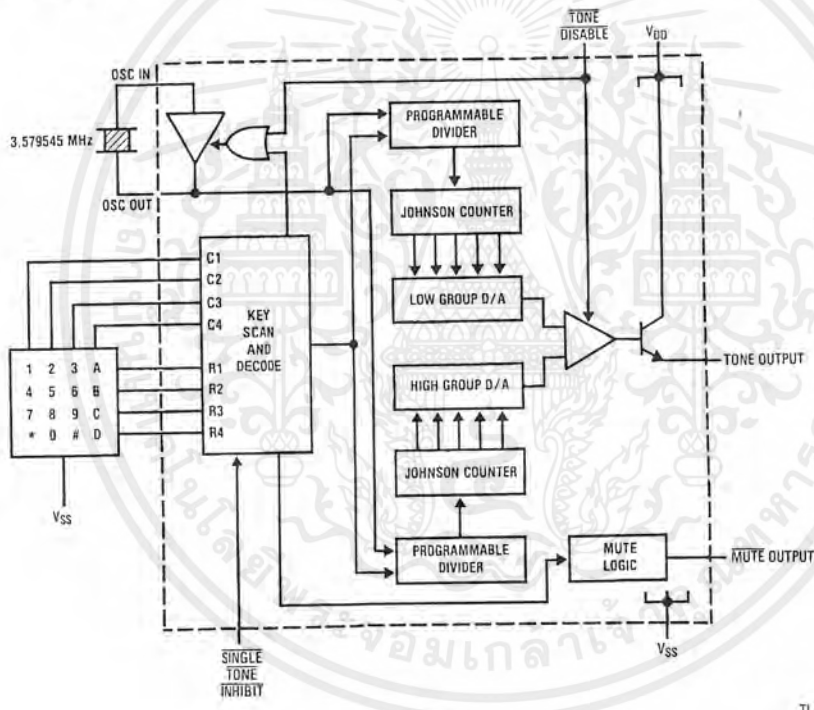 TONE
DISABLE
VDD
OSC IN
3.579545 MHz
OSC OUT
PROGRAMMABLE
DIVIDER
JOHNSON COUNTER
LOW GROUP D/A
C1
C2
C3
C4
KEY
SCAN
AND
DECODE
R1
R2
R3
R4
1 2 3 A
4 5 6 B
7 8 9 C
* 0 # D
VSS
TONE OUTPUT
HIGH GROUP D/A
JOHNSON COUNTER
PROGRAMMABLE
DIVIDER
MUTE
LOGIC
MUTE OUTPUT
VSS
SINGLE
TONE
INHIBIT
TL